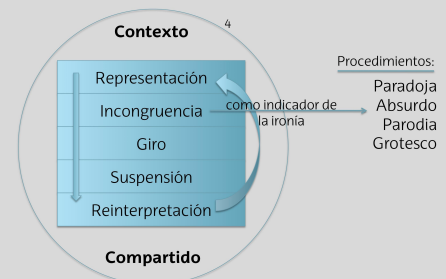 Contexto
4
Representación
Incongruencia
Giro
Suspensión
Reinterpretación
como indicador de
la ironía
Procedimientos:
Paradoja
Absurdo
Parodia
Grotesco
Compartido